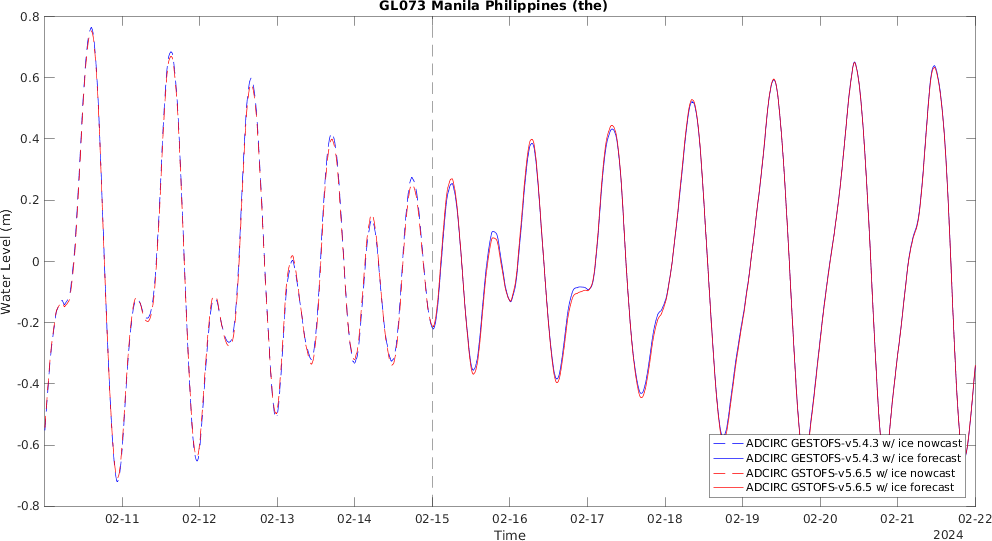 GL073 Manila Philippines (the)
0.8
0.6
0.4
0.2
0
-0.2
-0.4
-0.6
-0.8
Water Level (m)
ADCIRC GESTOFS-v5.4.3 w/ ice nowcast
ADCIRC GESTOFS-v5.4.3 w/ ice forecast
ADCIRC GSTOFS-v5.6.5 w/ ice nowcast
ADCIRC GSTOFS-v5.6.5 w/ ice forecast
02-11 02-12 02-13 02-14 02-15 02-16 02-17 02-18 02-19 02-20 02-21 02-22
Time
2024